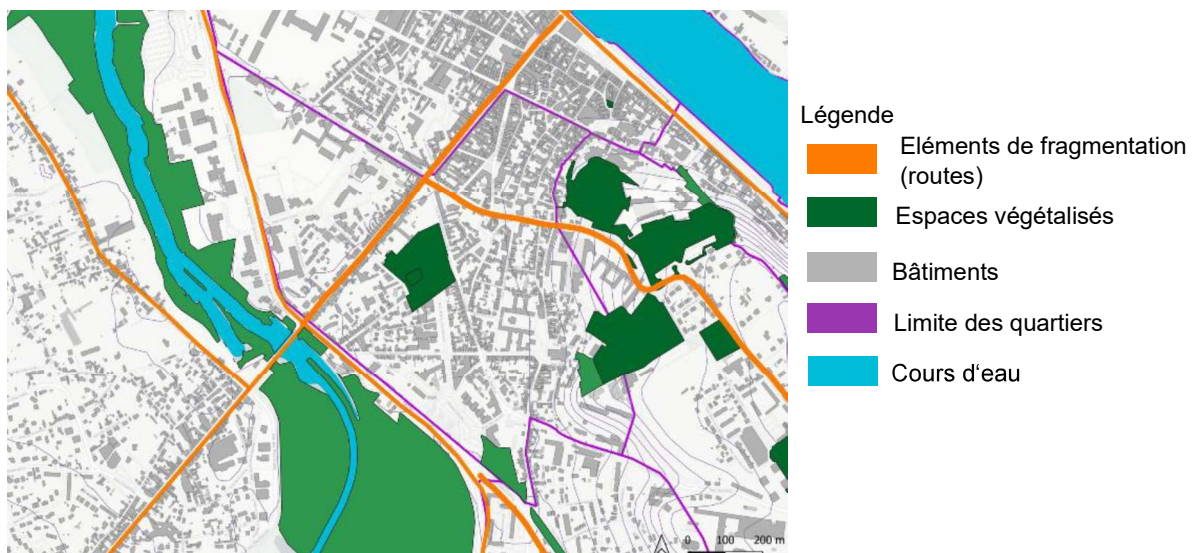 Légende
Eléments de fragmentation
(routes)
Espaces végétalisés
Bâtiments
Limite des quartiers
Cours d'eau
0 100 200 m